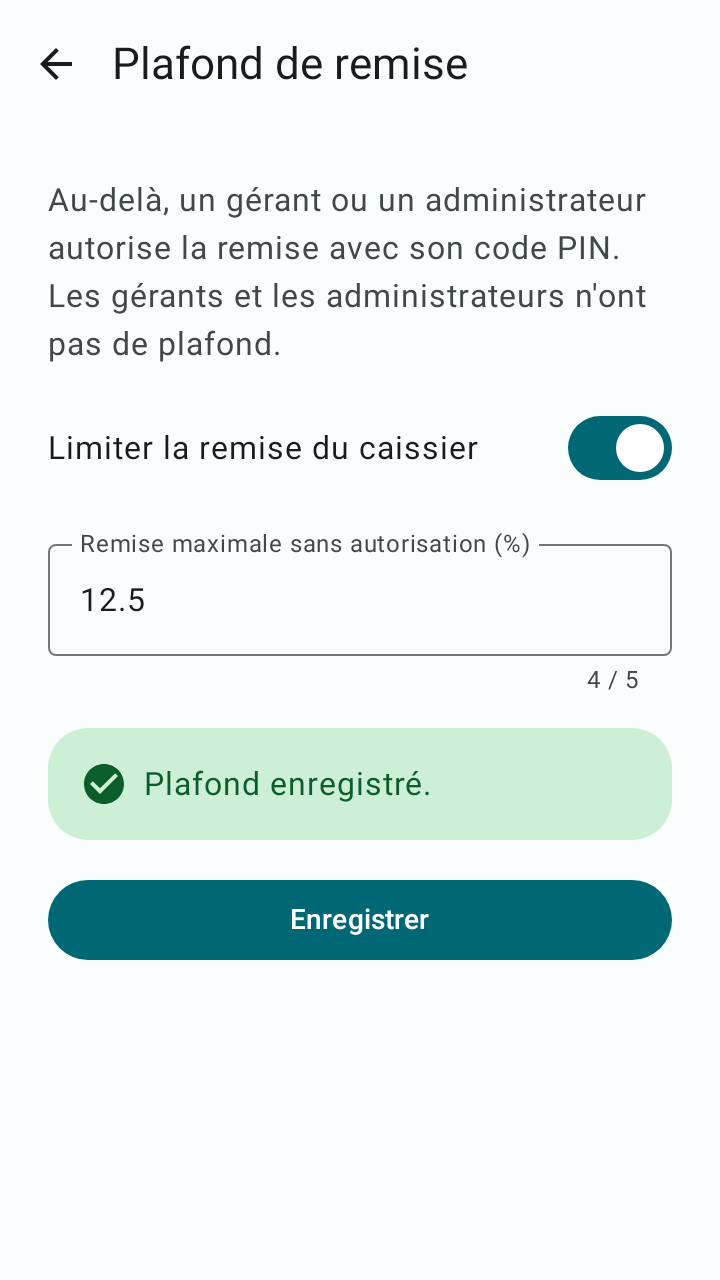 Plafond de remise
Au-delà, un gérant ou un administrateur
autorise la remise avec son code PIN.
Les gérants et les administrateurs n'ont
pas de plafond.
Limiter la remise du caissier
Remise maximale sans autorisation (%)
12.5
4 / 5
Plafond enregistré.
Enregistrer